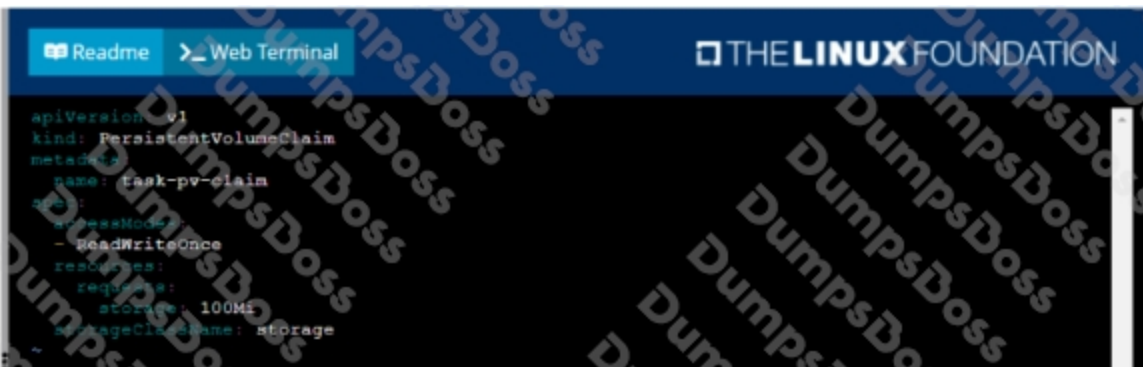 Readme >_ Web Terminal THE LINUX FOUNDATION
apiVersion: v1
kind: PersistentVolumeClaim
metadata:
  name: task-pv-claim
spec:
  accessModes:
  - ReadWriteOnce
  resources:
    requests:
      storage: 100Mi
  storageClassName: storage
~
DumpsBoss